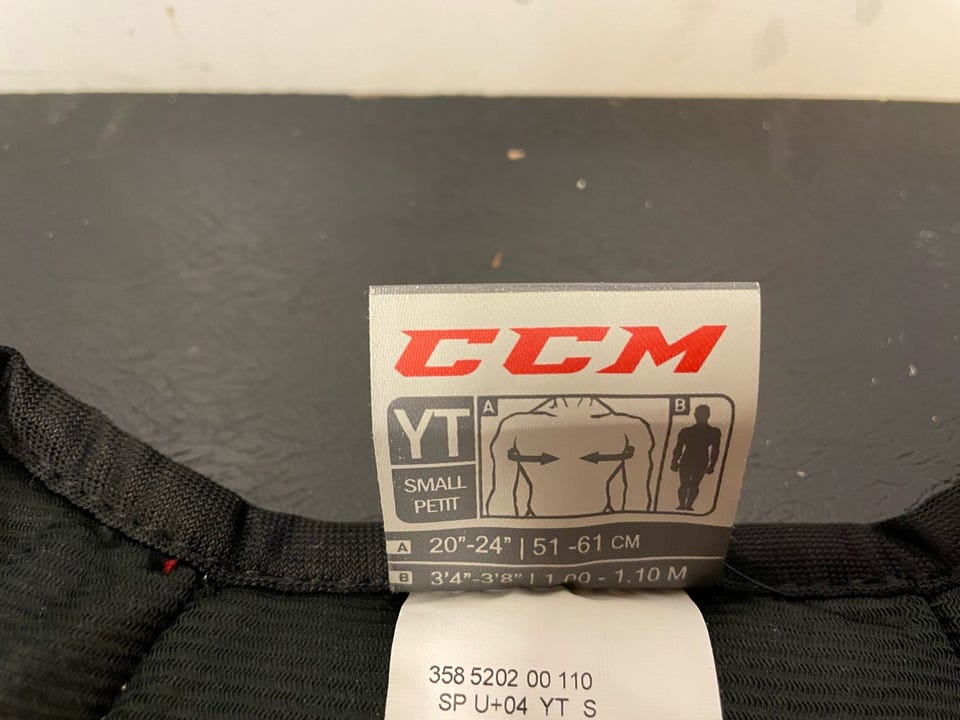 CCM
YT
A
B
SMALL
PETIT
A 20”-24” | 51 -61 CM
B 3'4”-3'8” | 1.00 - 1.10 M
358 5202 00 110
SP U+04 YT S